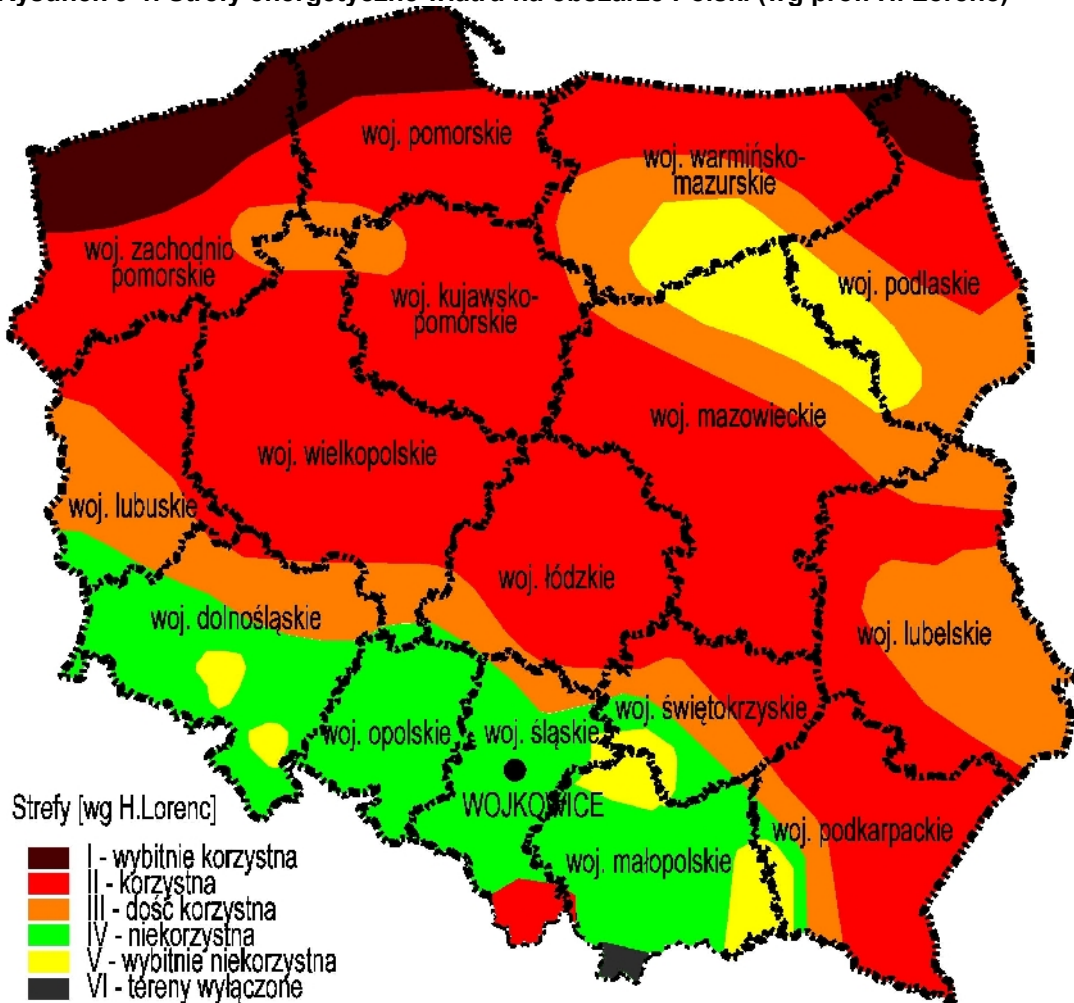 woj. pomorskie
woj. warmińsko-
mazurskie
woj. zachodnio
pomorskie
woj. kujawsko-
pomorskie
woj. podlaskie
woj. mazowieckie
woj. wielkopolskie
woj. lubuskie
woj. łódzkie
woj. dolnośląskie
woj. lubelskie
woj. opolskie
woj. śląskie
woj. świętokrzyskie
WOJKOWICE
woj. podkarpackie
woj. małopolskie
Strefy [wg H.Lorenc]
I - wybitnie korzystna
II - korzystna
III - dość korzystna
IV - niekorzystna
V - wybitnie niekorzystna
VI - tereny wyłączone